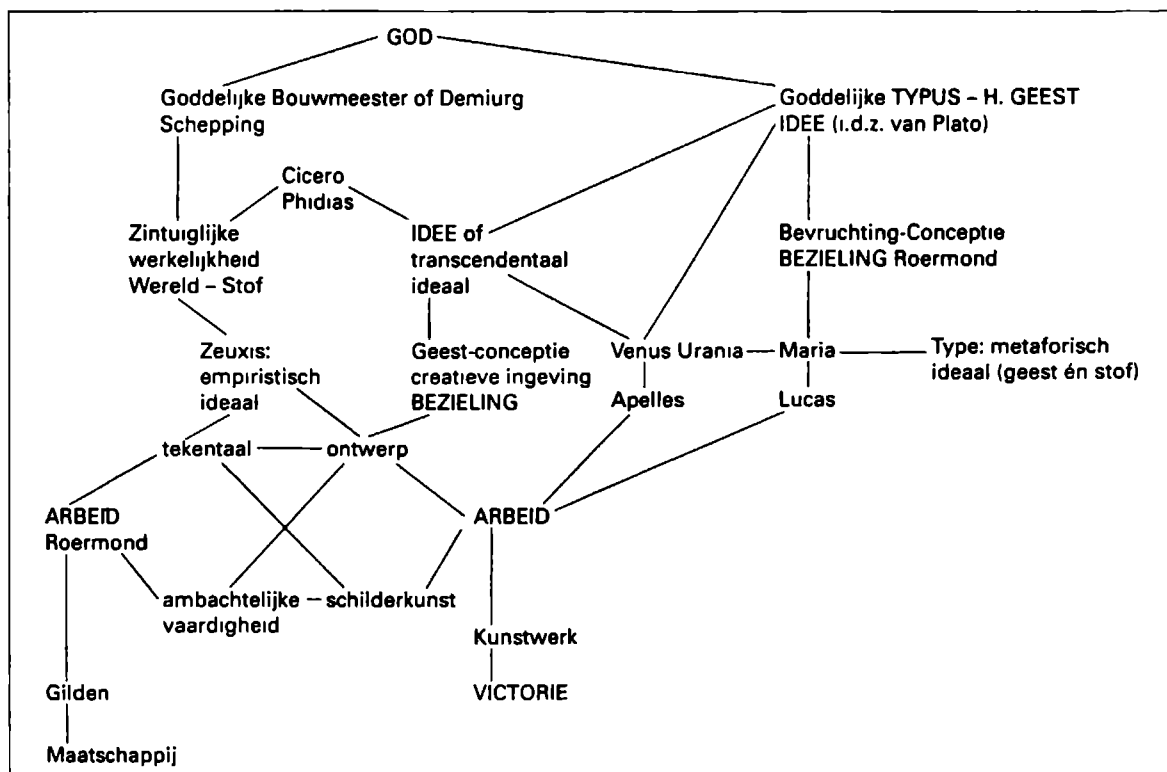 GOD
Goddelijke Bouwmeester of Demiurg
Schepping
Goddelijke TYPUS – H. GEEST
IDEE (i.d.z. van Plato)
Cicero
Phidias
Zintuiglijke
werkelijkheid
Wereld – Stof
IDEE of
transcendentaal
ideaal
Bevruchting-Conceptie
BEZIELING Roermond
Zeuxis:
empiristisch
ideaal
Geest-conceptie
creatieve ingeving
BEZIELING
Venus Urania
Maria
Type: metaforisch
ideaal (geest én stof)
Apelles
Lucas
tekentaal
ontwerp
ARBEID
Roermond
ARBEID
ambachtelijke
vaardigheid
schilderkunst
Kunstwerk
Gilden
VICTORIE
Maatschappij